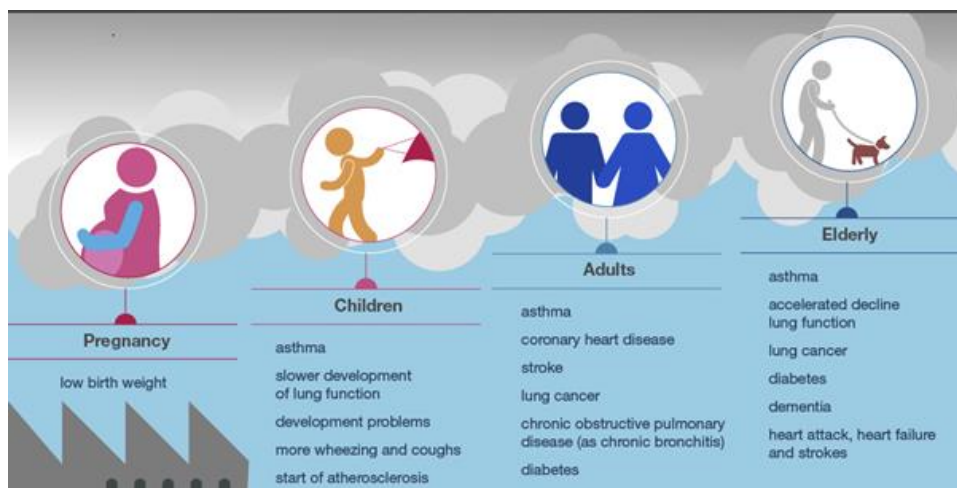 Pregnancy
low birth weight
Children
asthma
slower development
of lung function
development problems
more wheezing and coughs
start of atherosclerosis
Adults
asthma
coronary heart disease
stroke
lung cancer
chronic obstructive pulmonary
disease (as chronic bronchitis)
diabetes
Elderly
asthma
accelerated decline
lung function
lung cancer
diabetes
dementia
heart attack, heart failure
and strokes